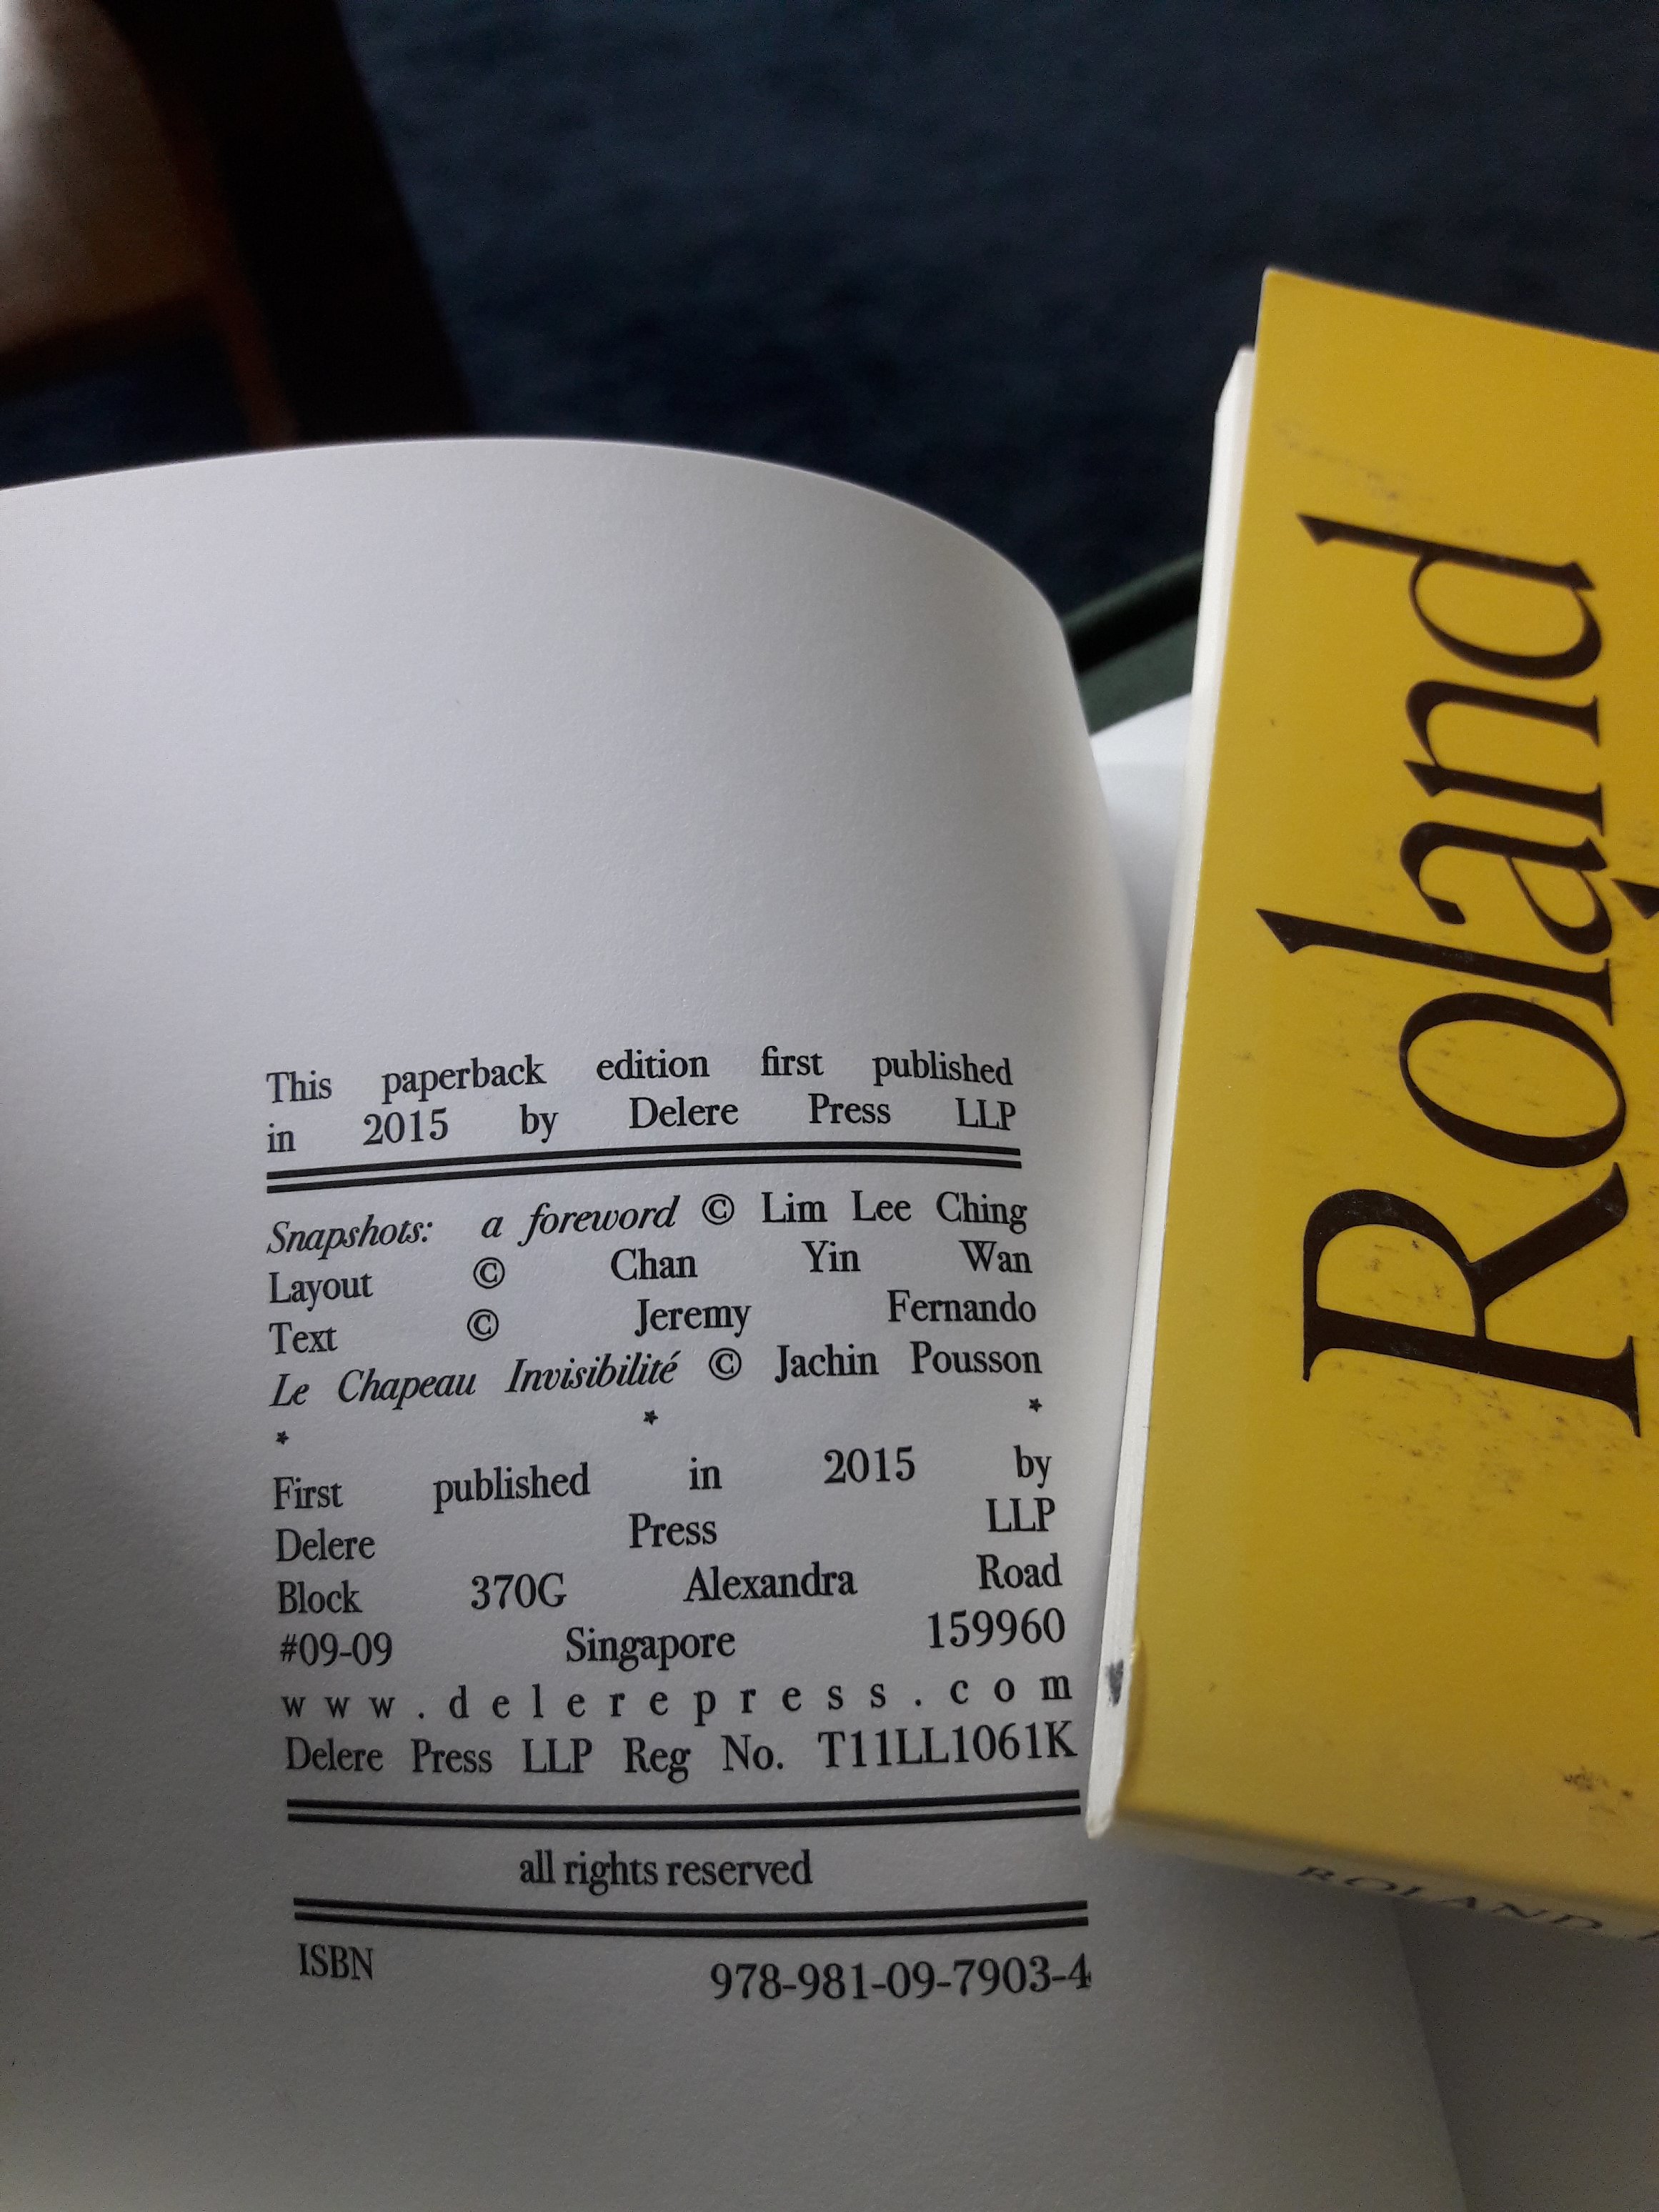 This paperback edition first published
in 2015 by Delere Press LLP
Snapshots: a foreword © Lim Lee Ching
Layout © Chan Yin Wan
Text © Jeremy Fernando
Le Chapeau Invisibilité © Jachin Pousson
* * *
First published in 2015 by
Delere Press LLP
Block 370G Alexandra Road
#09-09 Singapore 159960
www.delerepress.com
Delere Press LLP Reg No. T11LL1061K
all rights reserved
ISBN 978-981-09-7903-4
Roland
ROLAND